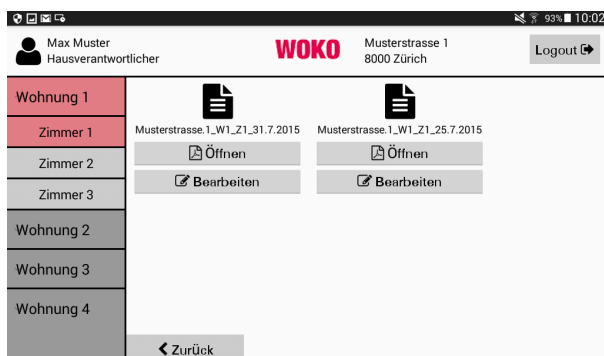 93% 10:02
Max Muster
Hausverantwortlicher
WOKO
Musterstrasse 1
8000 Zürich
Logout
Wohnung 1
Zimmer 1
Zimmer 2
Zimmer 3
Wohnung 2
Wohnung 3
Wohnung 4
Musterstrasse.1_W1_Z1_31.7.2015
Öffnen
Bearbeiten
Musterstrasse.1_W1_Z1_25.7.2015
Öffnen
Bearbeiten
Zurück